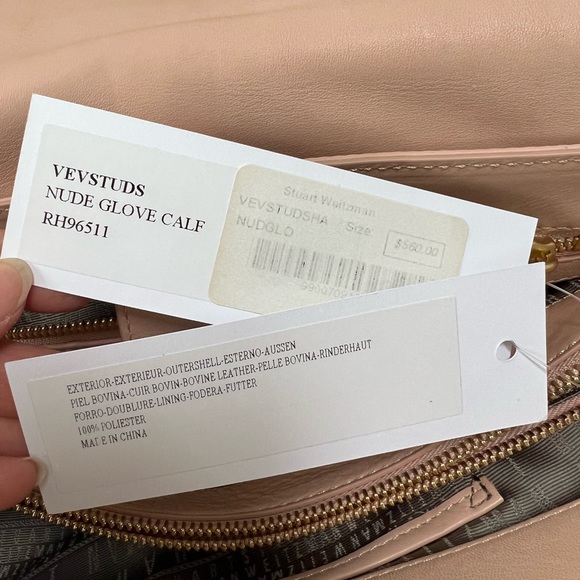 VEVSTUDS
NUDE GLOVE CALF
RH96511
Stuart Weitzman
VEVSTUDSHA Size
NUDGLO
$560.00
EXTERIOR-EXTERIEUR-OUTERSHELL-ESTERNO-AUSSEN
PIEL BOVINA-CUIR BOVIN-BOVINE LEATHER-PELLE BOVINA-RINDERHAUT
FORRO-DOUBLURE-LINING-FODERA-FUTTER
100% POLIESTER
MADE IN CHINA
WEITZMAN